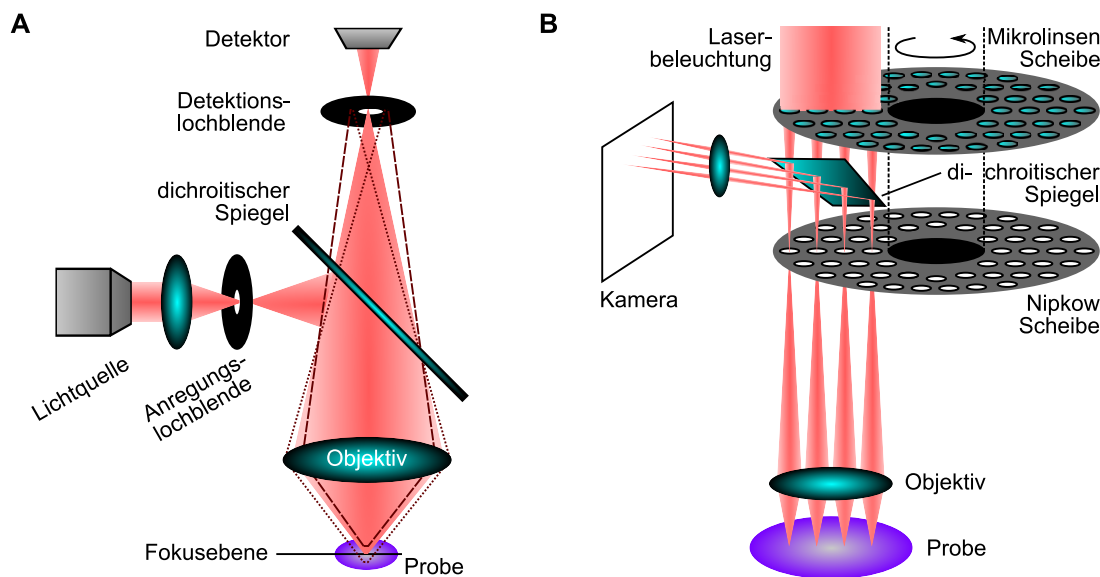 A
Detektor
Detektions-
lochblende
dichroitischer
Spiegel
Lichtquelle
Anregungs-
lochblende
Objektiv
Fokusebene
Probe
B
Laser-
beleuchtung
Mikrolinsen
Scheibe
di- chroitischer
Spiegel
Kamera
Nipkow
Scheibe
Objektiv
Probe